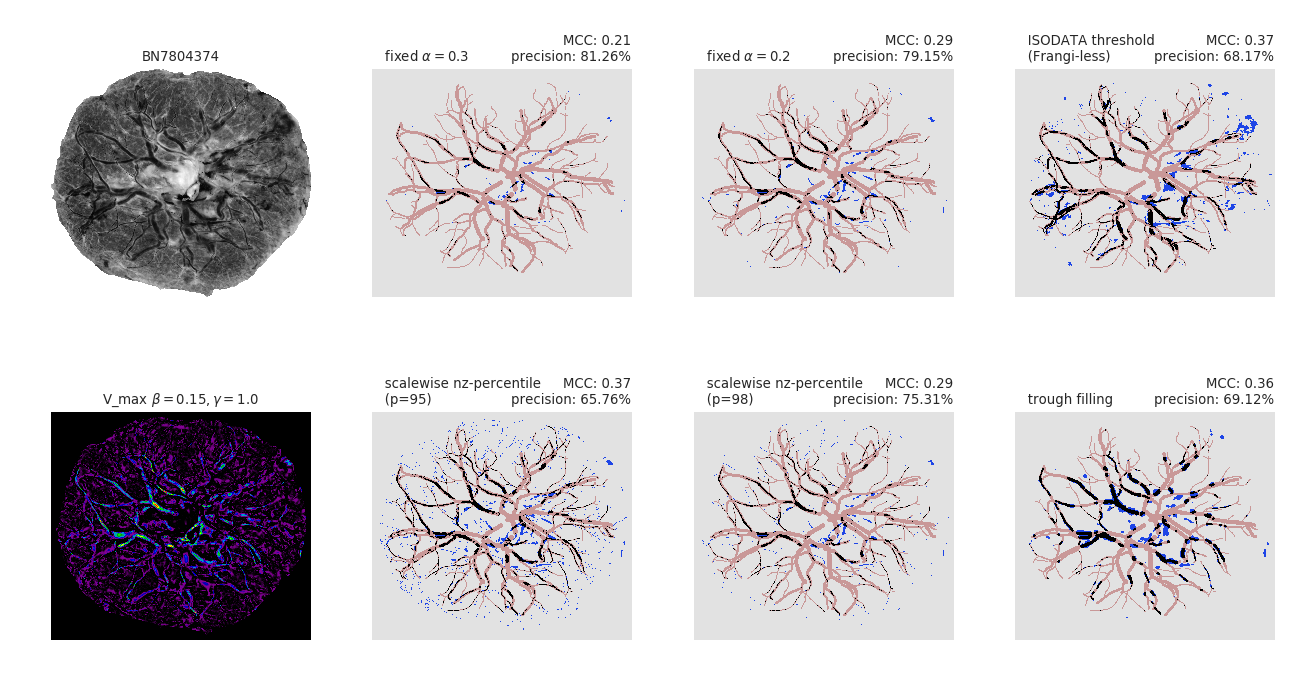 BN7804374
MCC: 0.21
fixed α = 0.3 precision: 81.26%
MCC: 0.29
fixed α = 0.2 precision: 79.15%
ISODATA threshold MCC: 0.37
(Frangi-less) precision: 68.17%
V_max β = 0.15, γ = 1.0
scalewise nz-percentile MCC: 0.37
(p=95) precision: 65.76%
scalewise nz-percentile MCC: 0.29
(p=98) precision: 75.31%
MCC: 0.36
trough filling precision: 69.12%